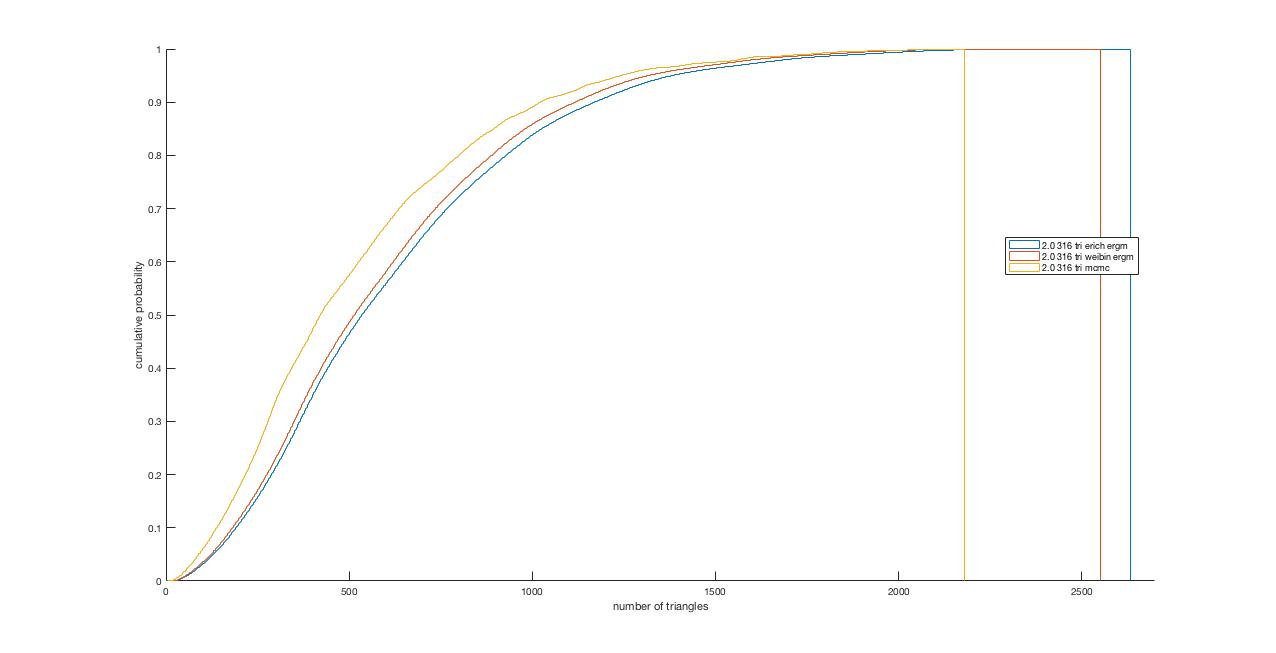 1
0.9
0.8
0.7
0.6
0.5
0.4
0.3
0.2
0.1
0
cumulative probability
2.0 316 tri erich ergm
2.0 316 tri weibin ergm
2.0 316 tri mcmc
0 500 1000 1500 2000 2500
number of triangles